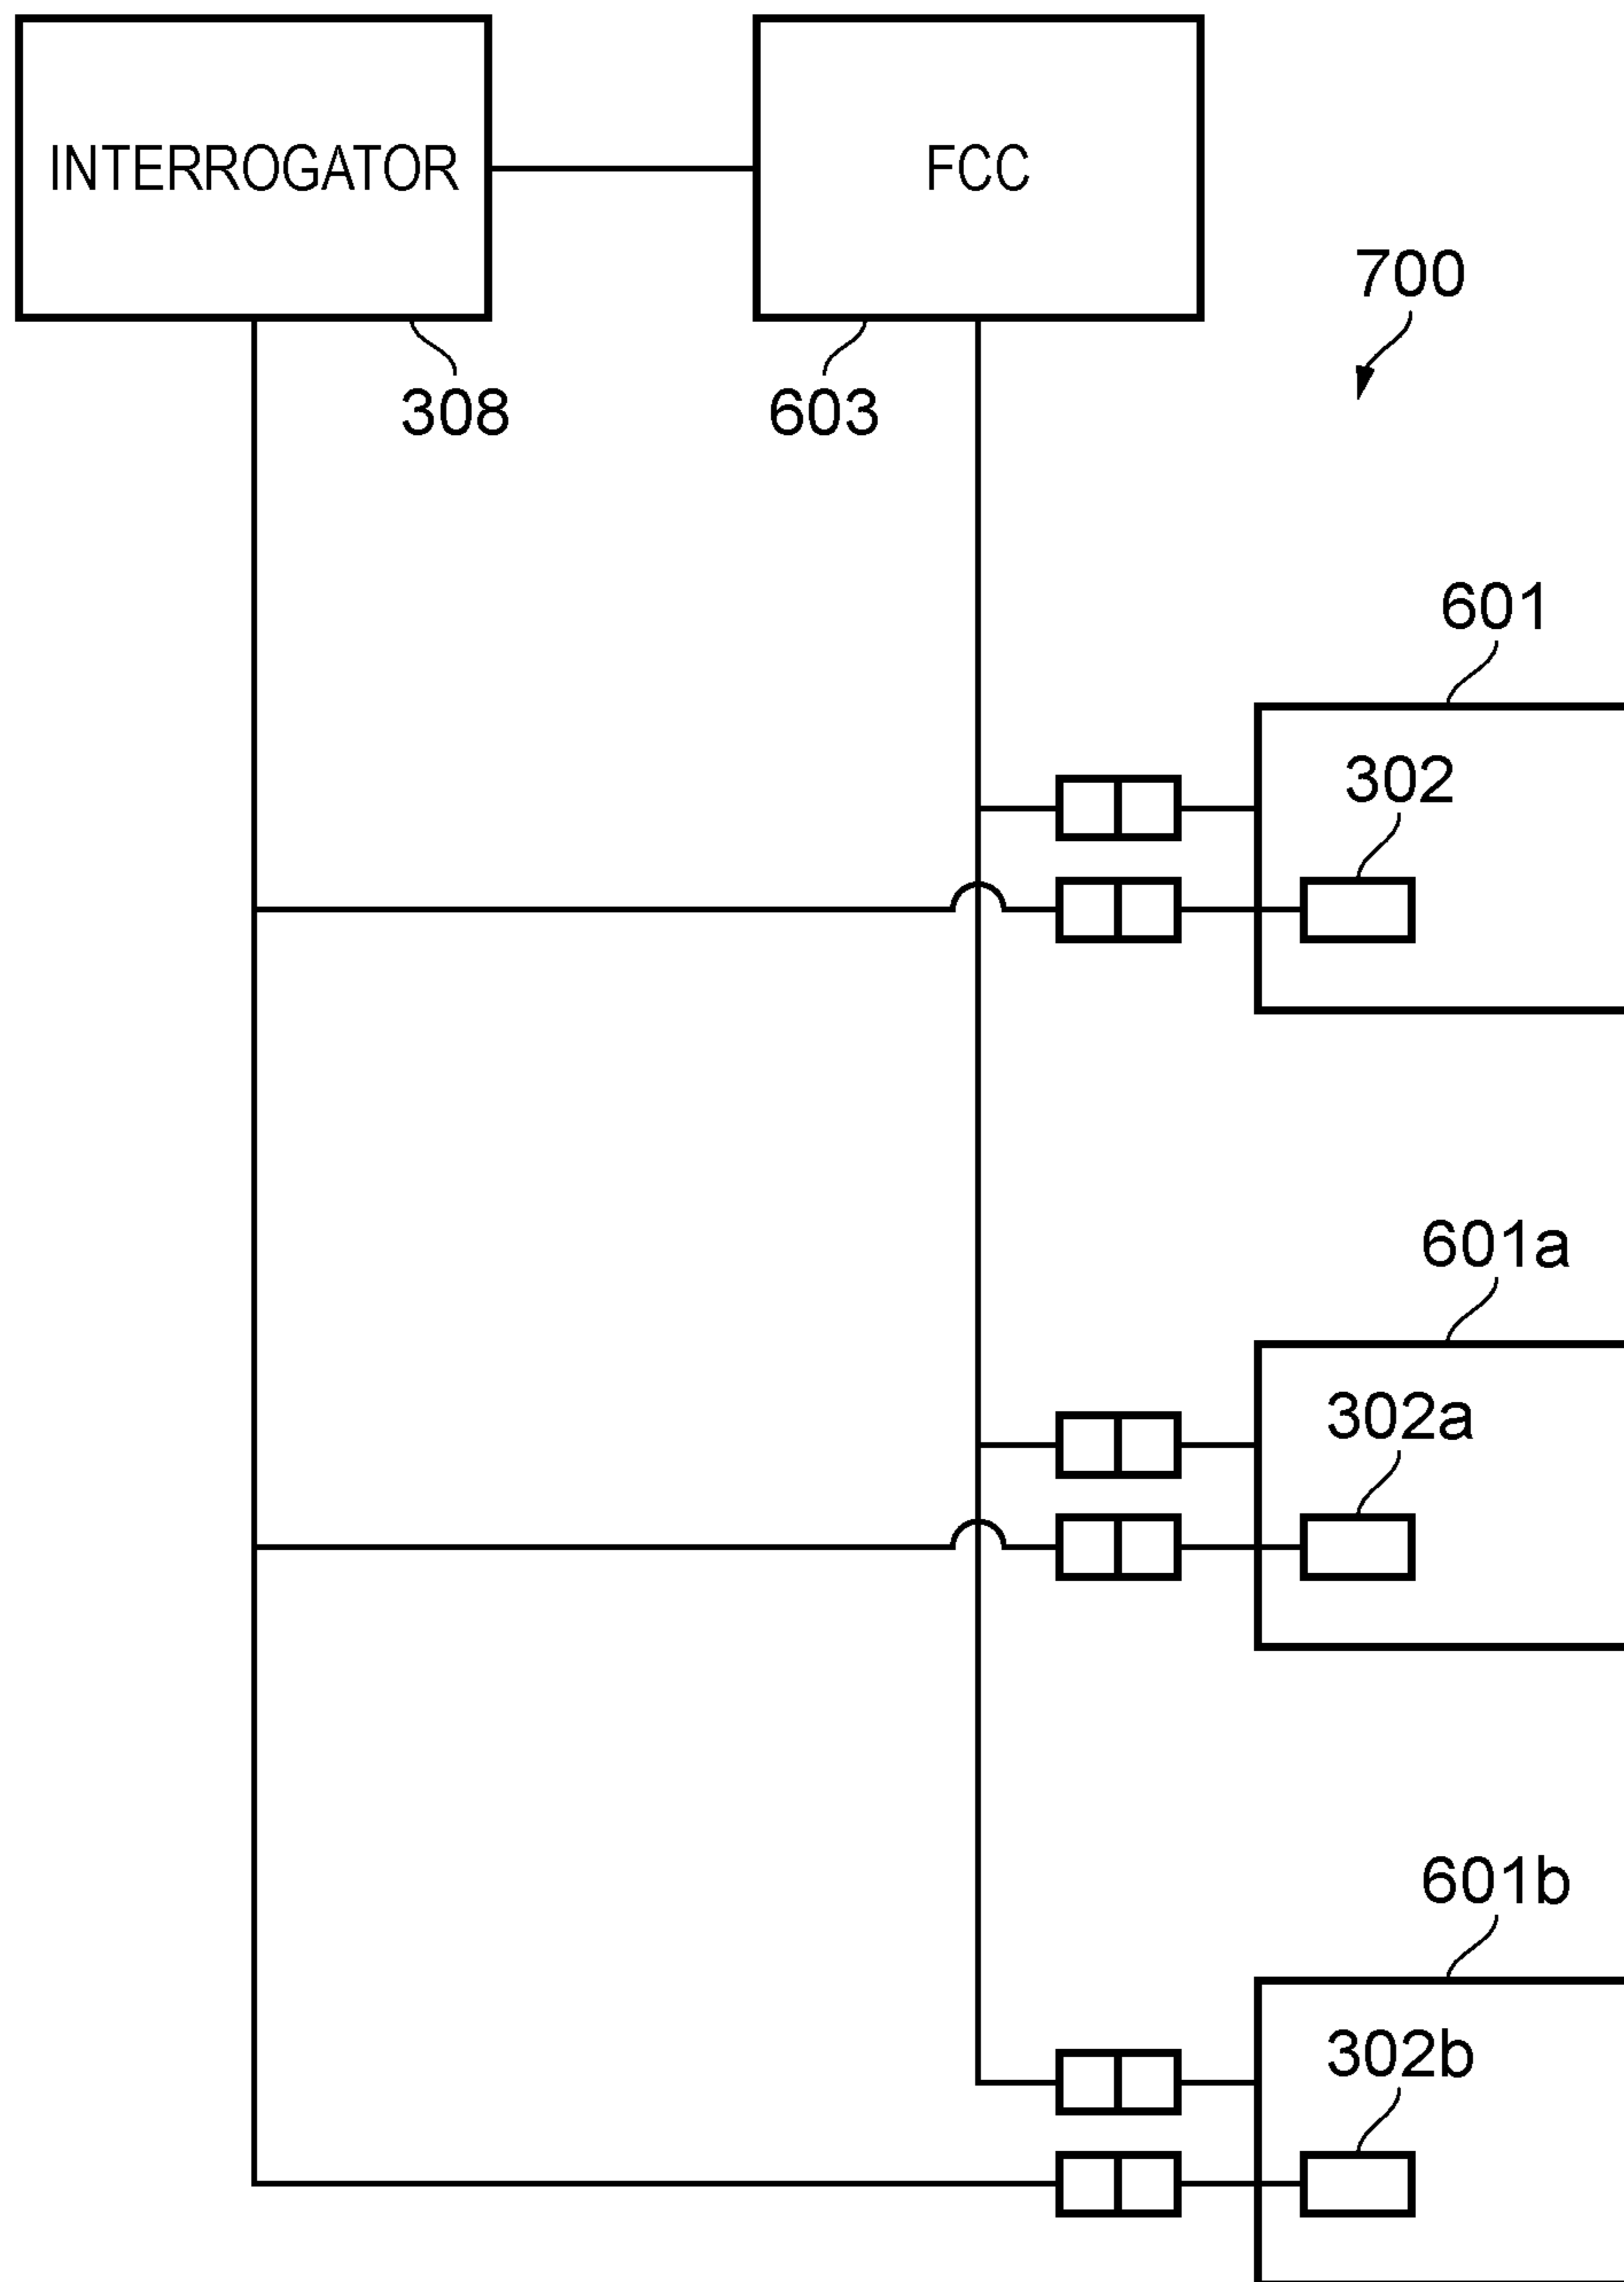 INTERROGATOR
FCC
700
308
603
601
302
601a
302a
601b
302b